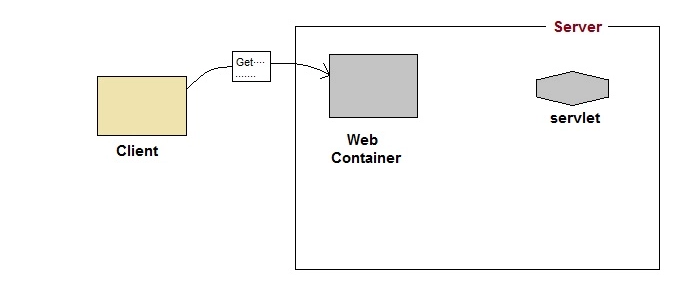 Server
Get....
.......
Client
Web
Container
servlet